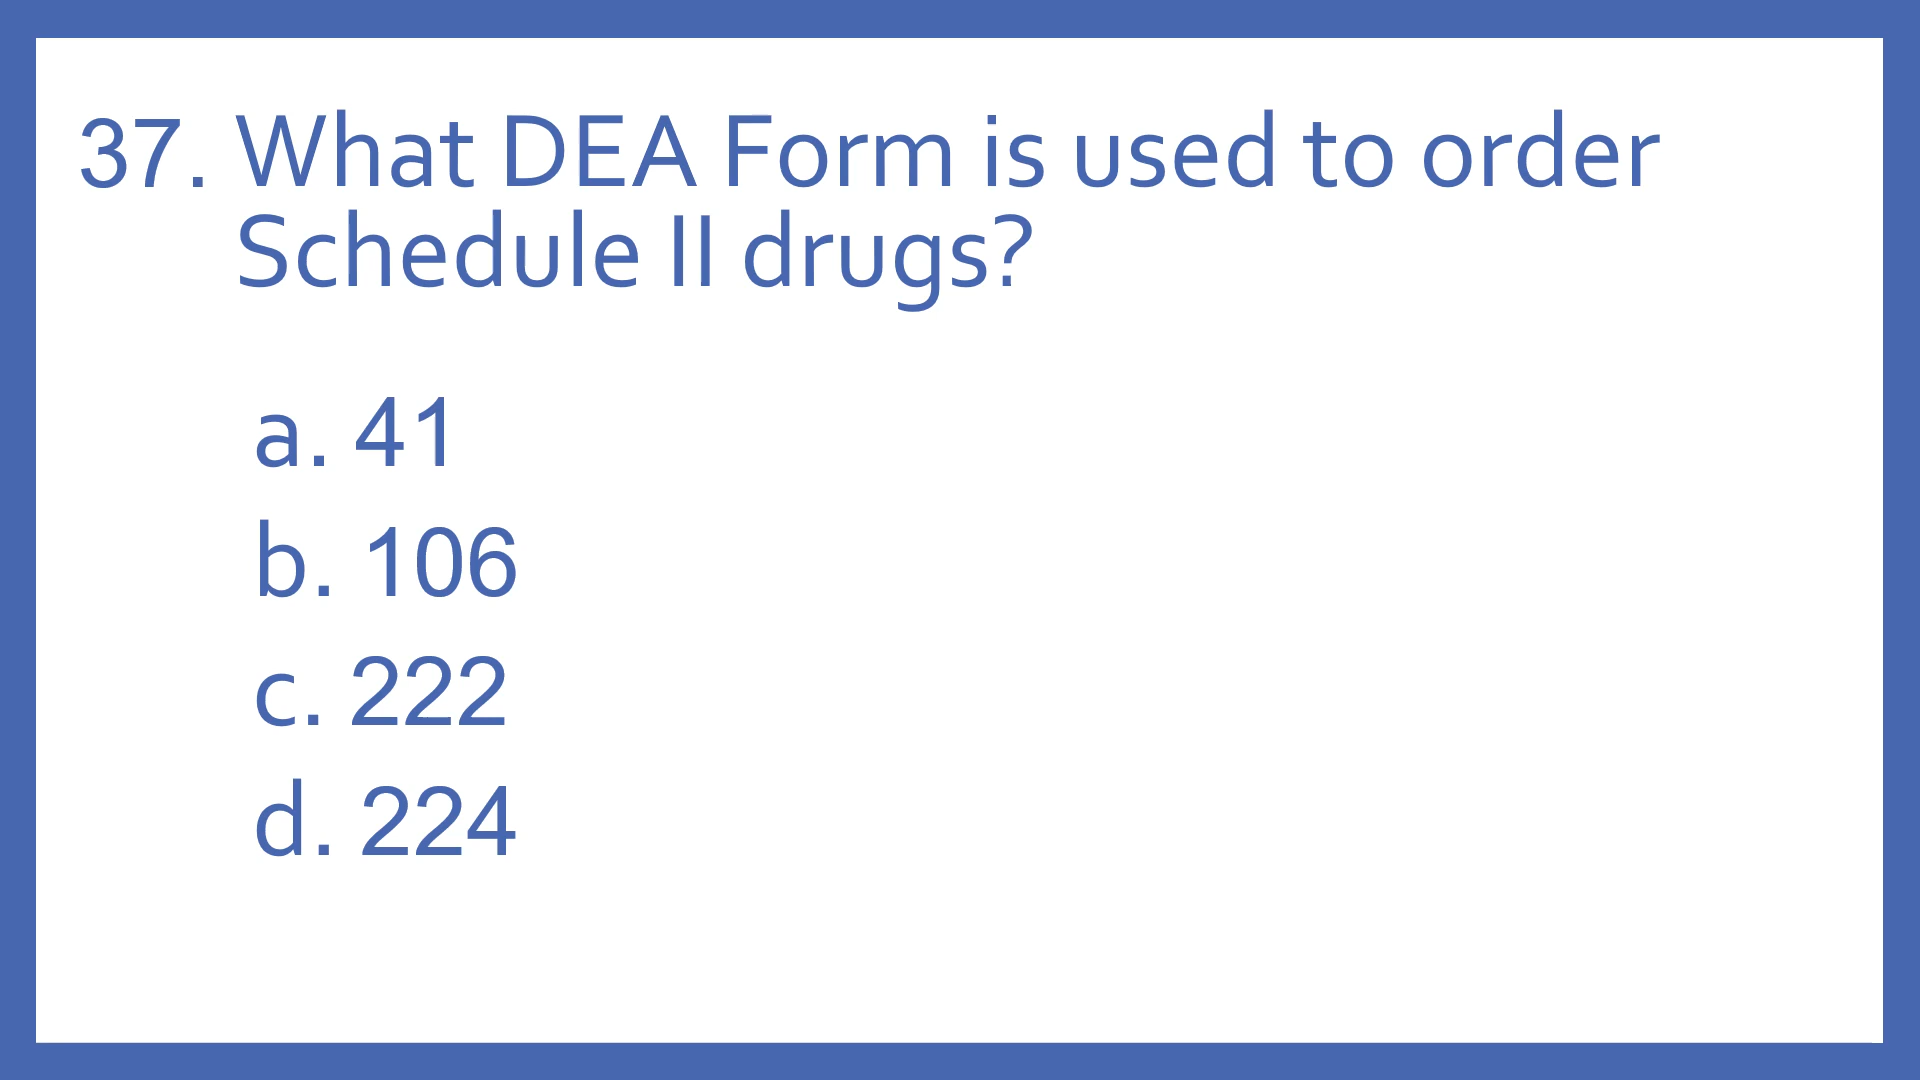 37. What DEA Form is used to order
Schedule II drugs?
a. 41
b. 106
c. 222
d. 224